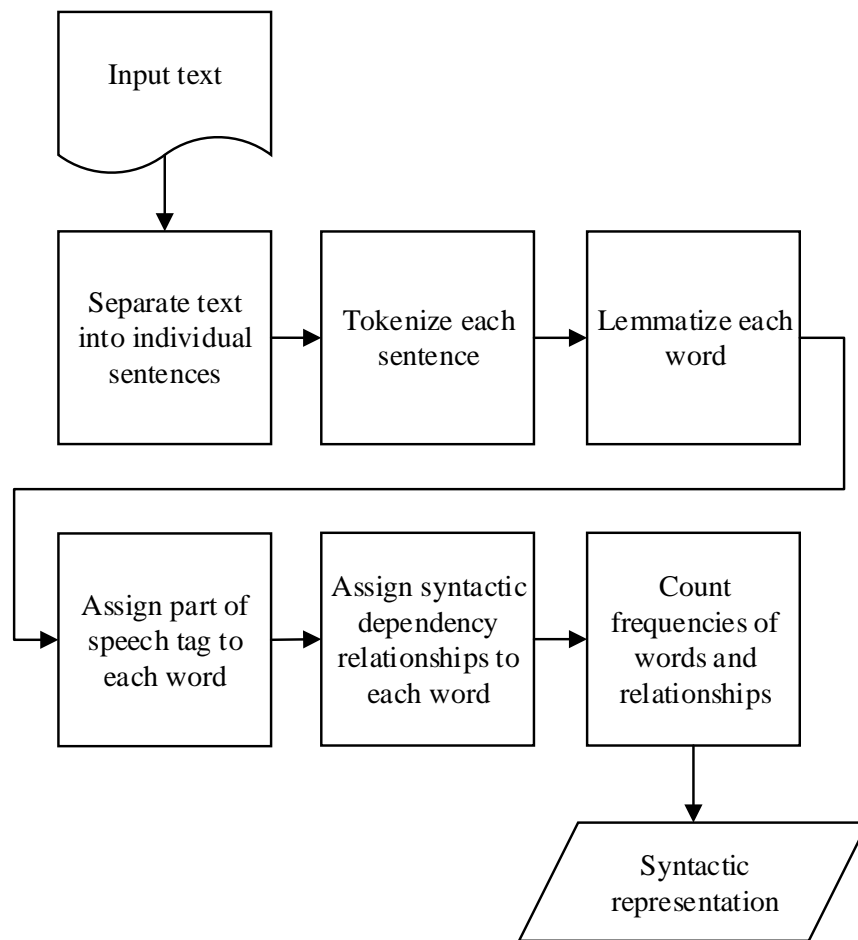 Input text
Separate text
into individual
sentences
Tokenize each
sentence
Lemmatize each
word
Assign part of
speech tag to
each word
Assign syntactic
dependency
relationships to
each word
Count
frequencies of
words and
relationships
Syntactic
representation